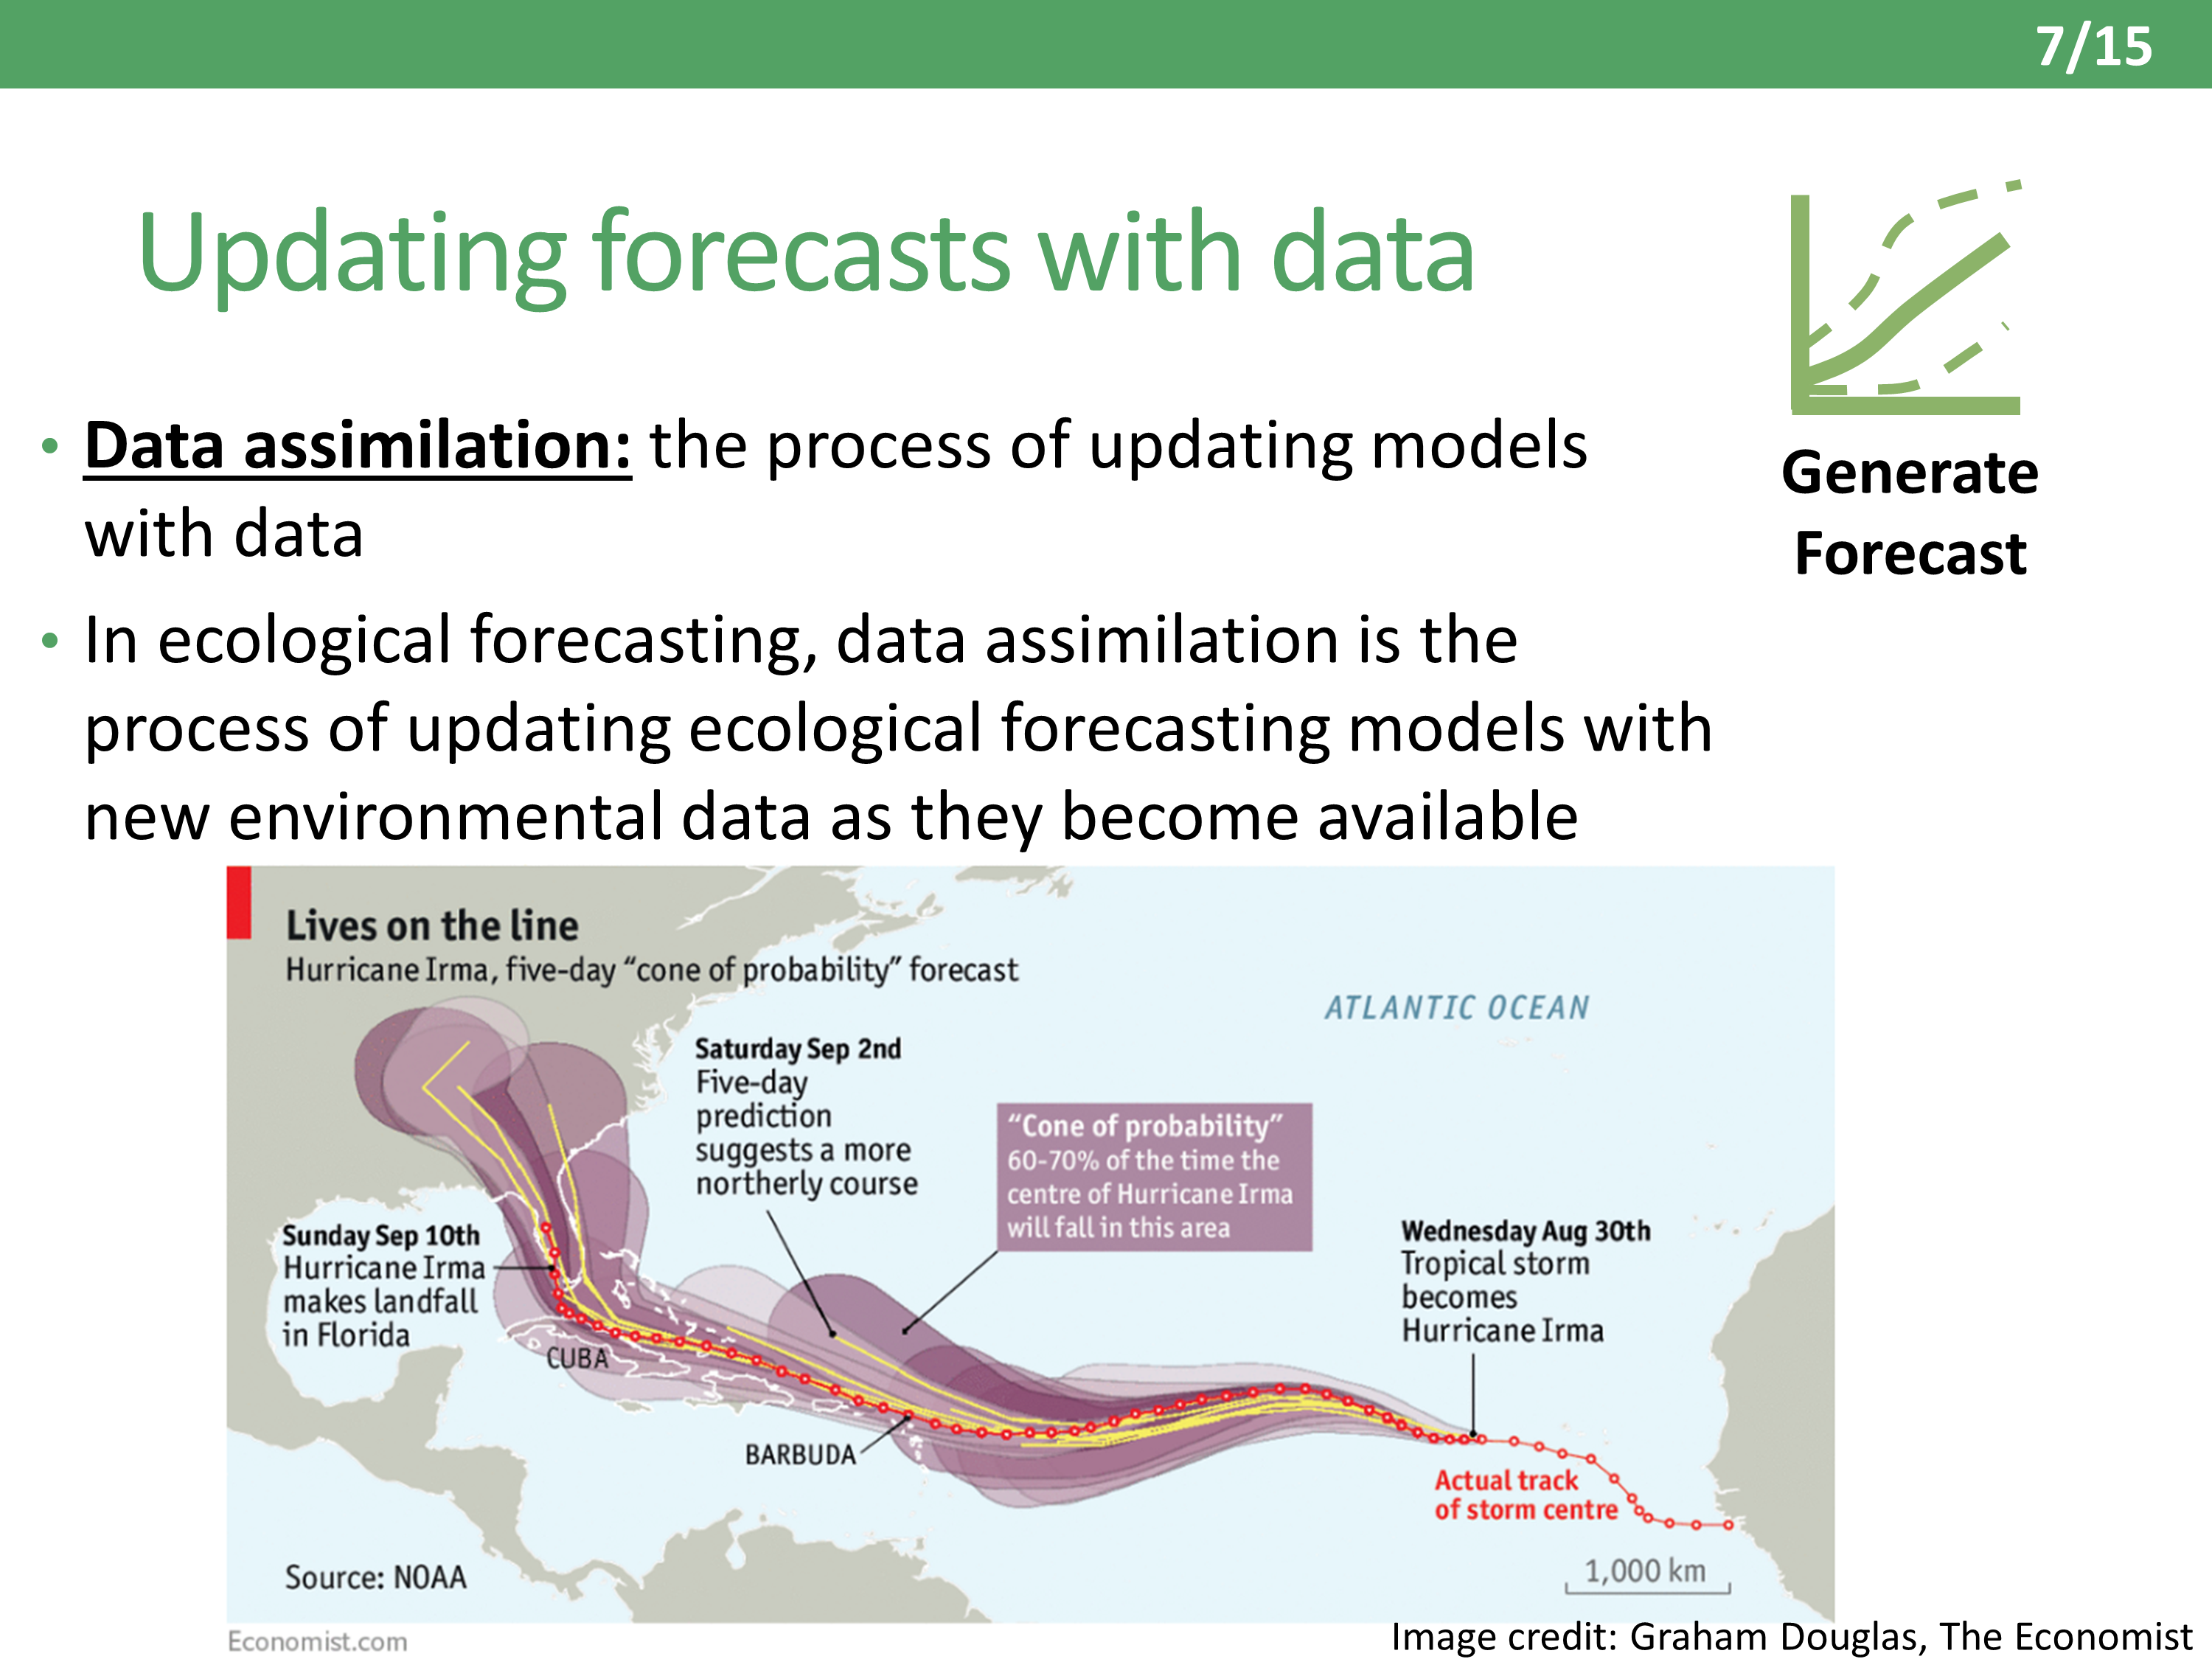 7/15
Updating forecasts with data
• Data assimilation: the process of updating models
with data
• In ecological forecasting, data assimilation is the
process of updating ecological forecasting models with
new environmental data as they become available
Generate
Forecast
Lives on the line
Hurricane Irma, five-day “cone of probability” forecast
ATLANTIC OCEAN
Saturday Sep 2nd
Five-day
prediction
suggests a more
northerly course
“Cone of probability”
60-70% of the time the
centre of Hurricane Irma
will fall in this area
Sunday Sep 10th
Hurricane Irma
makes landfall
in Florida
Wednesday Aug 30th
Tropical storm
becomes
Hurricane Irma
CUBA
BARBUDA
Actual track
of storm centre
1,000 km
Source: NOAA
Economist.com
Image credit: Graham Douglas, The Economist